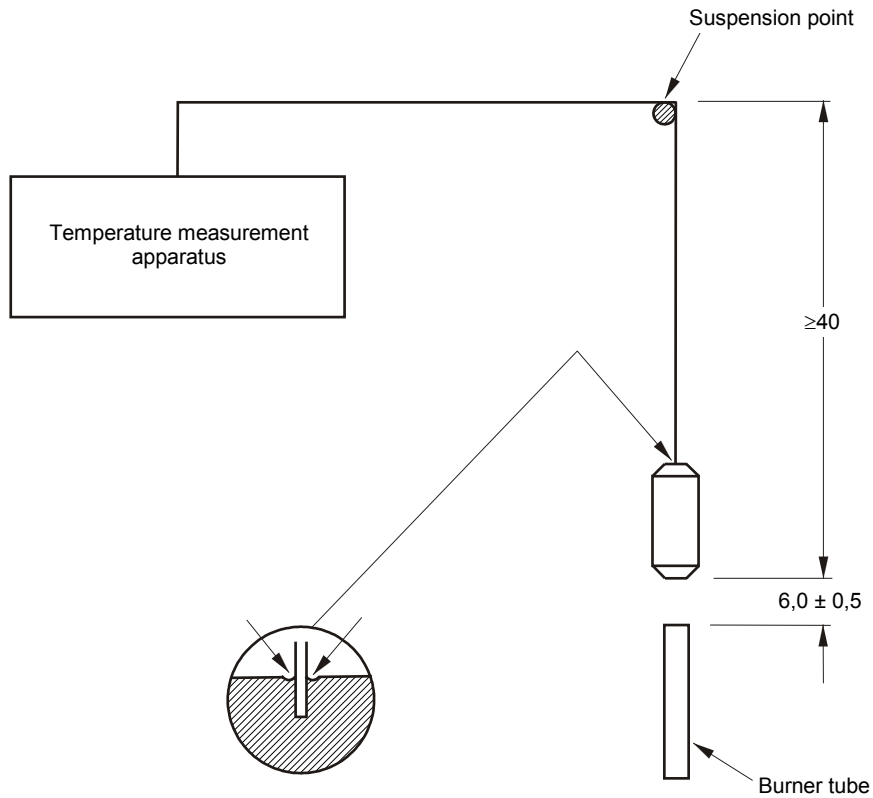 Suspension point
Temperature measurement
apparatus
≥40
6,0 ± 0,5
Burner tube